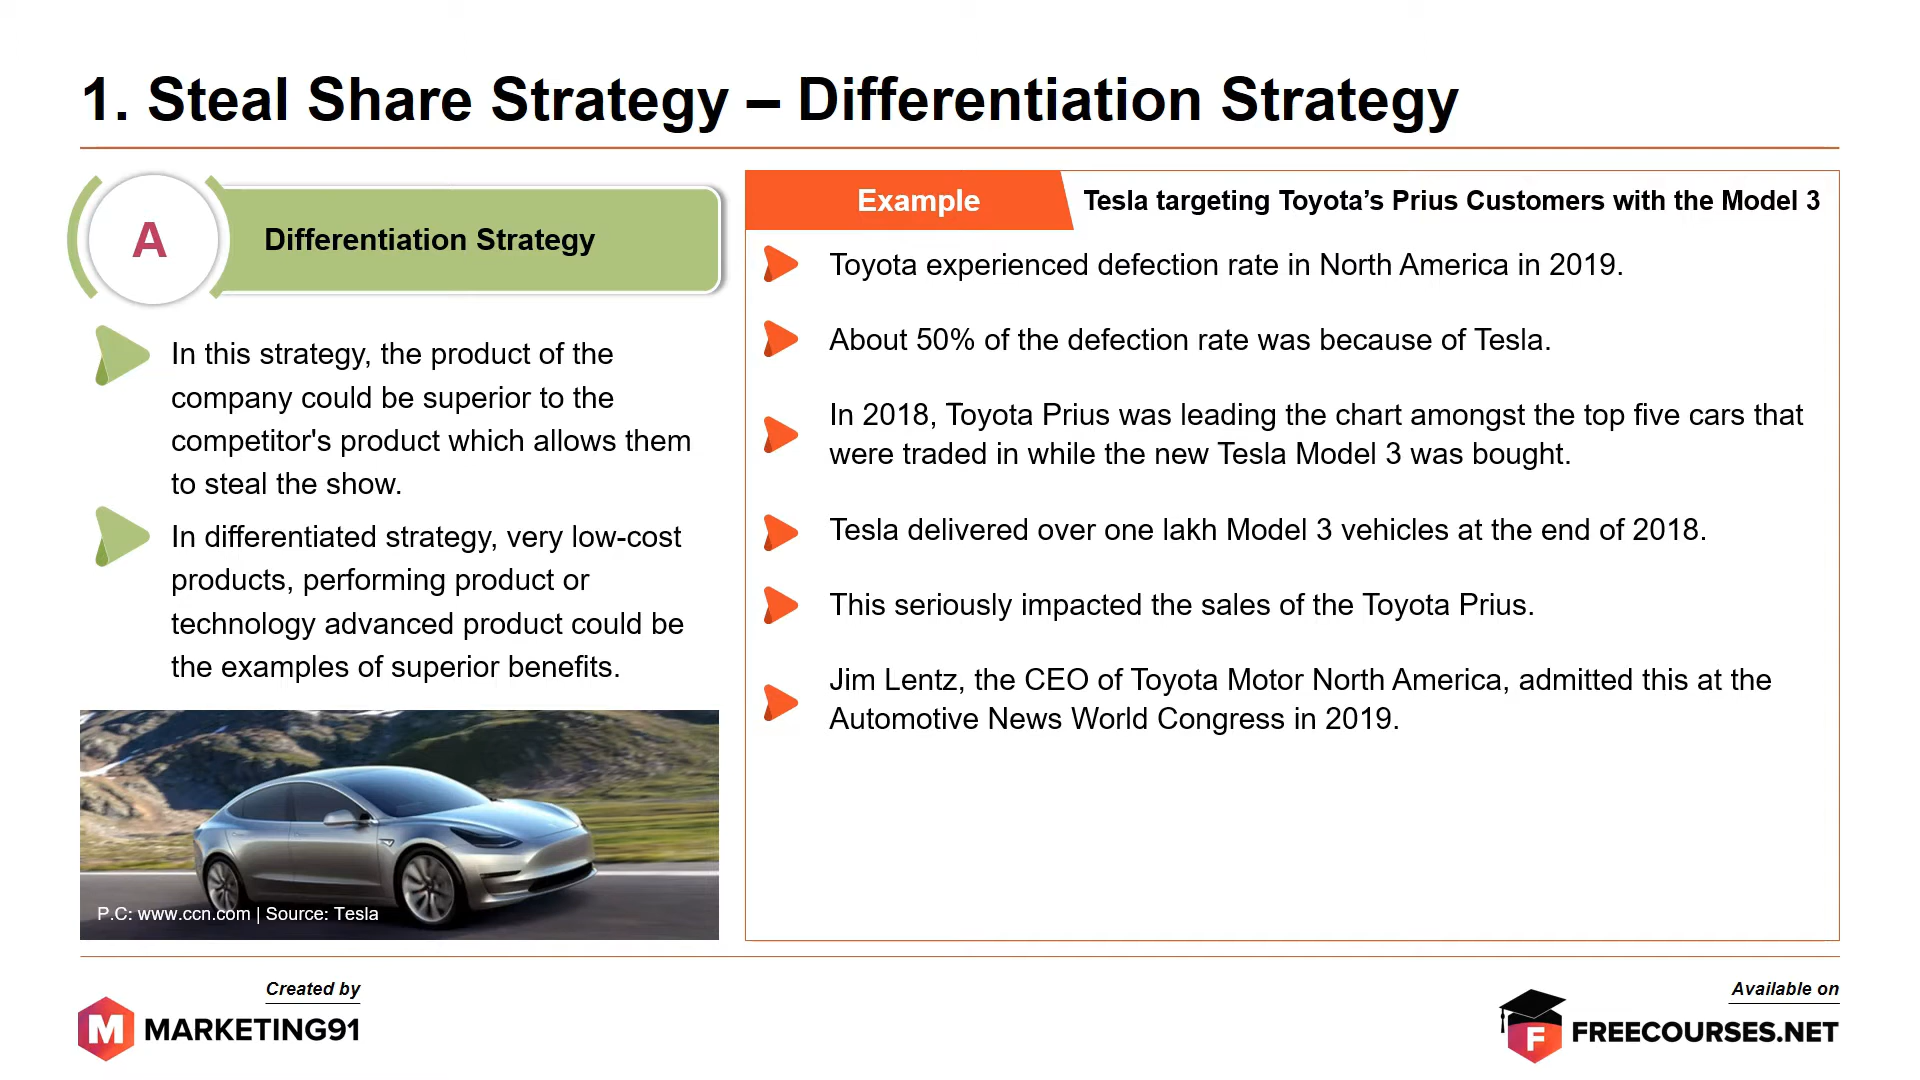 1. Steal Share Strategy – Differentiation Strategy
A
Differentiation Strategy
In this strategy, the product of the
company could be superior to the
competitor's product which allows them
to steal the show.
In differentiated strategy, very low-cost
products, performing product or
technology advanced product could be
the examples of superior benefits.
P.C: www.ccn.com | Source: Tesla
Example
Tesla targeting Toyota’s Prius Customers with the Model 3
Toyota experienced defection rate in North America in 2019.
About 50% of the defection rate was because of Tesla.
In 2018, Toyota Prius was leading the chart amongst the top five cars that
were traded in while the new Tesla Model 3 was bought.
Tesla delivered over one lakh Model 3 vehicles at the end of 2018.
This seriously impacted the sales of the Toyota Prius.
Jim Lentz, the CEO of Toyota Motor North America, admitted this at the
Automotive News World Congress in 2019.
Created by
M MARKETING91
Available on
F FREECOURSES.NET